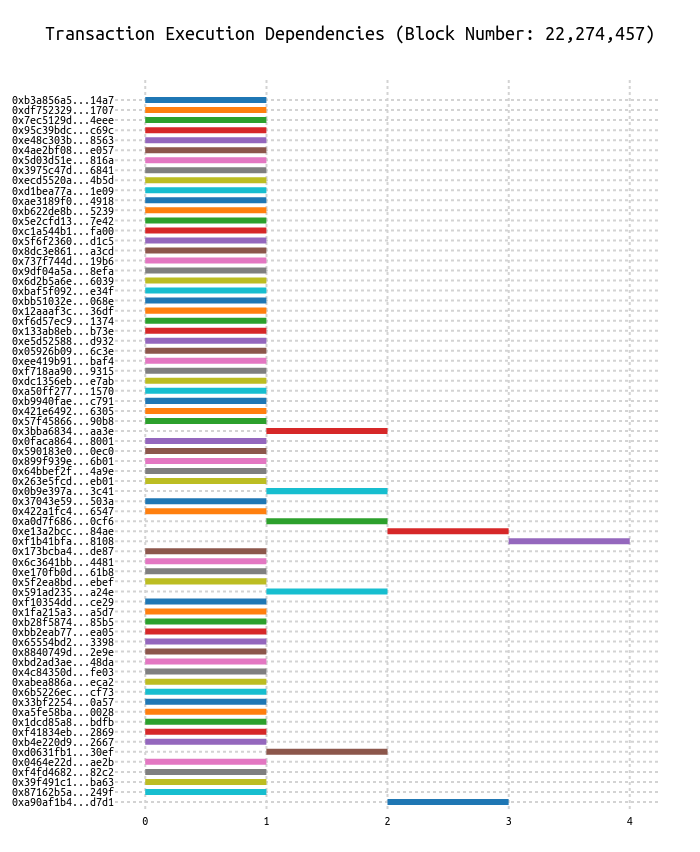 Transaction Execution Dependencies (Block Number: 22,274,457)
0xb3a856a5...14a7
0xdf752329...1707
0x7ec5129d...4eee
0x95c39bdc...c69c
0xe48c303b...8563
0x4ae2bf08...e057
0x5d03d51e...816a
0x3975c47d...6841
0xecd5520a...4b5d
0xd1bea77a...1e09
0xae3189f0...4918
0xb622de8b...5239
0x5e2cfd13...7e42
0xc1a544b1...fa00
0x5f6f2360...d1c5
0x8dc3e861...a3cd
0x737f744d...19b6
0x9df04a5a...8efa
0x6d2b5a6e...6039
0xbaf5f092...e34f
0xbb51032e...068e
0x12aaaf3c...36df
0xf6d57ec9...1374
0x133ab8eb...b73e
0xe5d52588...d932
0x05926b09...6c3e
0xee419b91...baf4
0xf718aa90...9315
0xdc1356eb...e7ab
0xa50ff277...1570
0xb9940fae...c791
0x421e6492...6305
0x57f45866...90b8
0x3bba6834...aa3e
0x0faca864...8001
0x590183e0...0ec0
0x899f939e...6b01
0x64bbef2f...4a9e
0x263e5fcd...eb01
0x0b9e397a...3c41
0x37043e59...503a
0x422a1fc4...6547
0xa0d7f686...0cf6
0xe13a2bcc...84ae
0xf1b41bfa...8108
0x173bcba4...de87
0x6c3641bb...4481
0xe170fb0d...61b8
0x5f2ea8bd...ebef
0x591ad235...a24e
0xf10354dd...ce29
0x1fa215a3...a5d7
0xb28f5874...85b5
0xbb2eab77...ea05
0x65554bd2...3398
0x8840749d...2e9e
0xbd2ad3ae...48da
0x4c84350d...fe03
0xabea886a...eca2
0x6b5226ec...cf73
0x33bf2254...0a57
0xa5fe58ba...0028
0x1dcd85a8...bdfb
0xf41834eb...2869
0xb4e220d9...2667
0xd0631fb1...30ef
0x0464e22d...ae2b
0xf4fd4682...82c2
0x39f491c1...ba63
0x87162b5a...249f
0xa90af1b4...d7d1
0 1 2 3 4